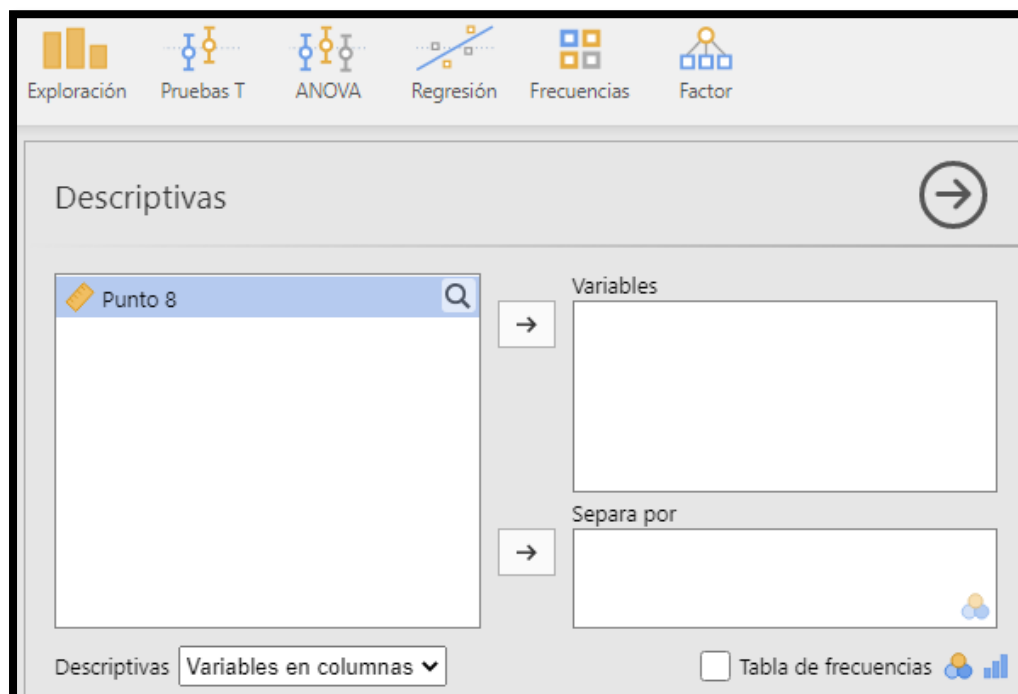 Exploración Pruebas T ANOVA Regresión Frecuencias Factor
Descriptivas
Punto 8
Variables
Separa por
Descriptivas Variables en columnas Tabla de frecuencias